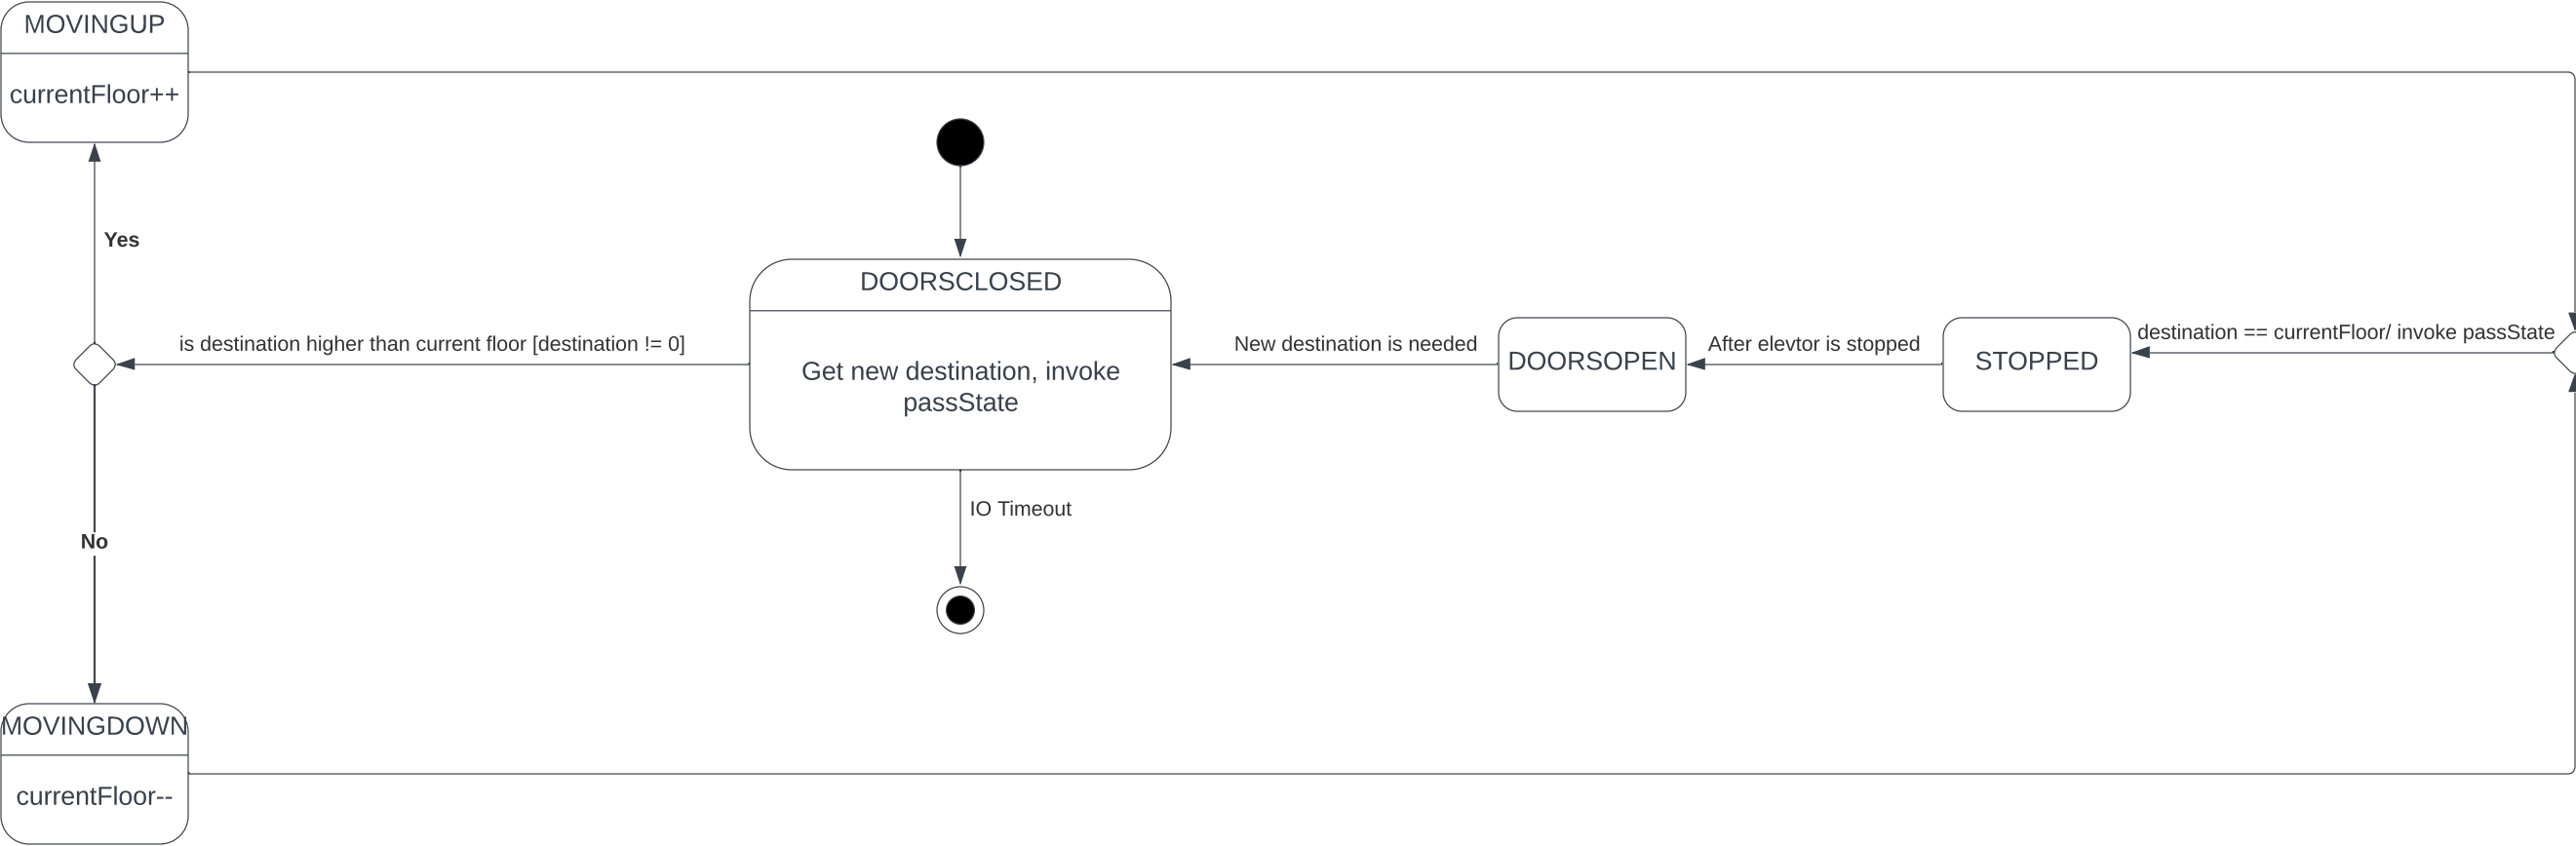 MOVINGUP
currentFloor++
Yes
DOORSCLOSED
is destination higher than current floor [destination != 0]
Get new destination, invoke
passState
New destination is needed
DOORSOPEN
After elevtor is stopped
STOPPED
destination == currentFloor/ invoke passState
IO Timeout
No
MOVINGDOWN
currentFloor--